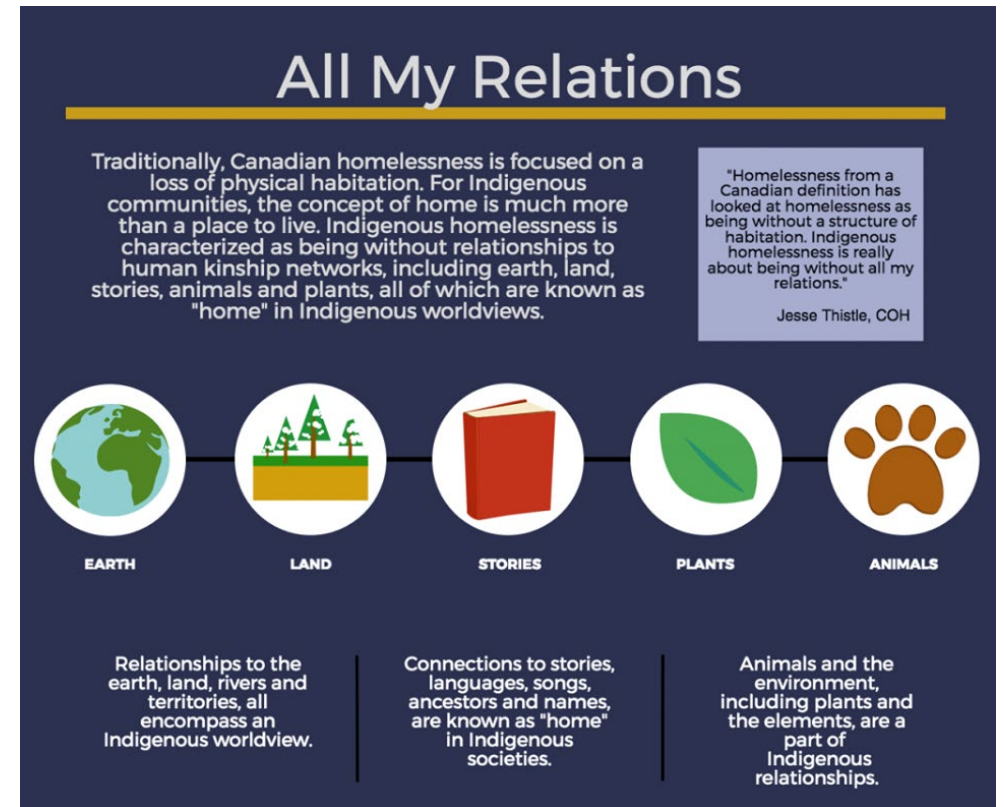 All My Relations
Traditionally, Canadian homelessness is focused on a
loss of physical habitation. For Indigenous
communities, the concept of home is much more
than a place to live. Indigenous homelessness is
characterized as being without relationships to
human kinship networks, including earth, land,
stories, animals and plants, all of which are known as
"home" in Indigenous worldviews.
"Homelessness from a
Canadian definition has
looked at homelessness as
being without a structure of
habitation. Indigenous
homelessness is really
about being without all my
relations."
Jesse Thistle, COH
EARTH
LAND
STORIES
PLANTS
ANIMALS
Relationships to the
earth, land, rivers and
territories, all
encompass an
Indigenous worldview.
Connections to stories,
languages, songs,
ancestors and names,
are known as "home"
in Indigenous
societies.
Animals and the
environment,
including plants and
the elements, are a
part of
Indigenous
relationships.